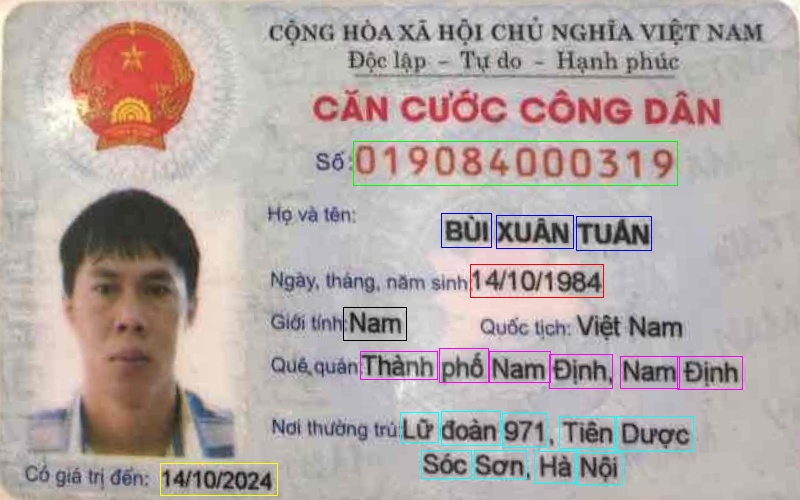 CỘNG HÒA XÃ HỘI CHỦ NGHĨA VIỆT NAM
Độc lập - Tự do - Hạnh phúc
CĂN CƯỚC CÔNG DÂN
Số: 019084000319
Họ và tên: BÙI XUÂN TUẤN
Ngày, tháng, năm sinh: 14/10/1984
Giới tính: Nam Quốc tịch: Việt Nam
Quê quán: Thành phố Nam Định, Nam Định
Nơi thường trú: Lữ đoàn 971, Tiên Dược
Sóc Sơn, Hà Nội
Có giá trị đến: 14/10/2024